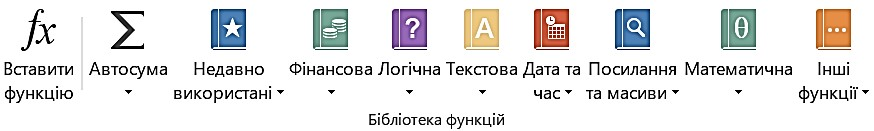 fx
Вставити
функцію
Σ
Автосума
Недавно
використані
Фінансова
?
Логічна
A
Текстова
Дата та
час
Посилання
та масиви
θ
Математична
Інші
функції
Бібліотека функцій